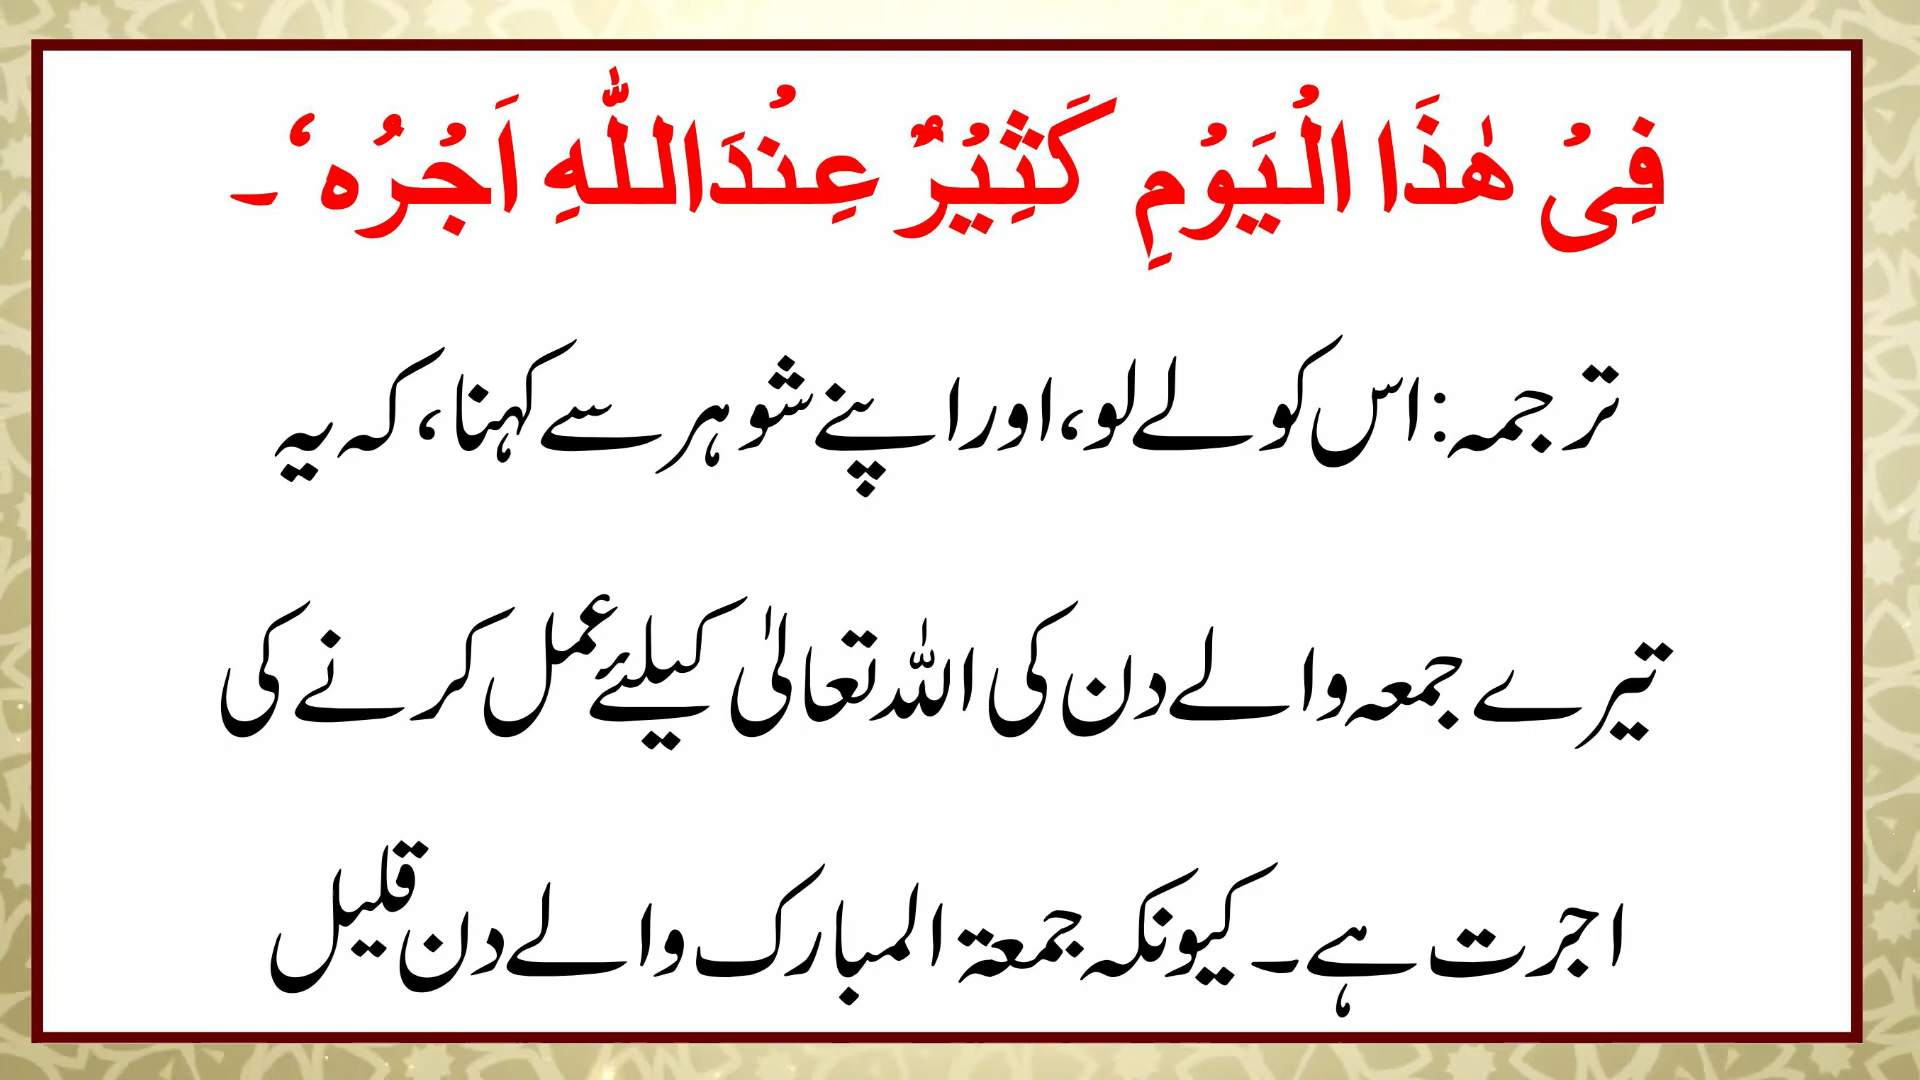 فِیُ هٰذَا الُیَوُمِ کَثِیُرٌ عِنُدَاللّٰهِ اَجُرُه‘ ۔
ترجمہ: اس کو لے لو، اور اپنے شوہر سے کہنا، کہ یہ
تیرے جمعہ والے دن کی اللہ تعالیٰ کیلئے عمل کرنے کی
اجرت ہے۔ کیونکہ جمعۃ المبارک والے دن قلیل